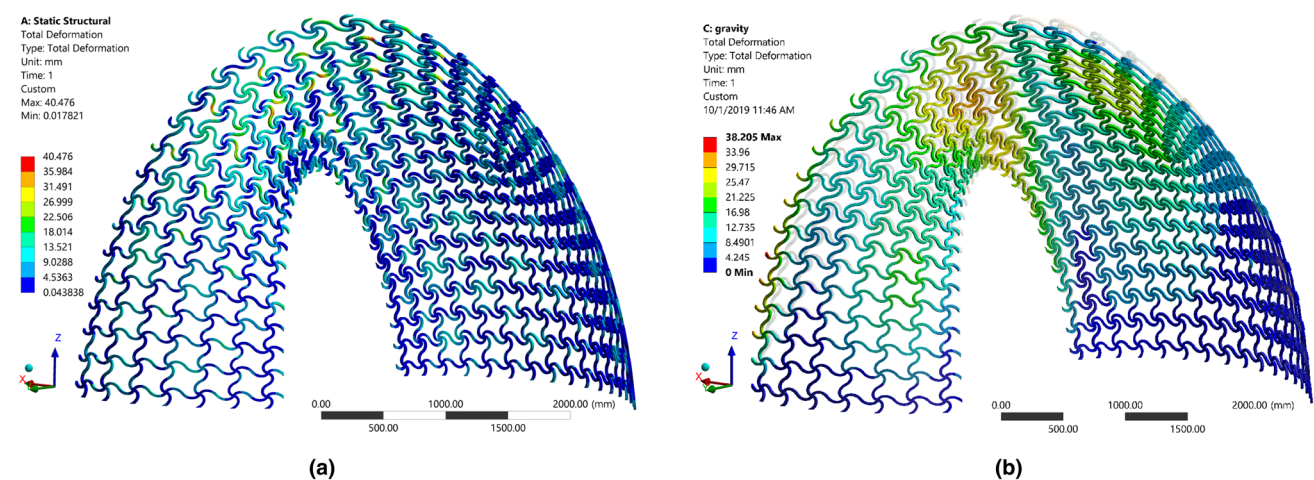 A: Static Structural
Total Deformation
Type: Total Deformation
Unit: mm
Time: 1
Custom
Max: 40.476
Min: 0.017821
40.476
35.984
31.491
26.999
22.506
18.014
13.521
9.0288
4.5363
0.043838
Z
X
0.00 1000.00 2000.00 (mm)
500.00 1500.00
(a)
C: gravity
Total Deformation
Type: Total Deformation
Unit: mm
Time: 1
Custom
10/1/2019 11:46 AM
38.205 Max
33.96
29.715
25.47
21.225
16.98
12.735
8.4901
4.245
0 Min
Z
X
0.00 1000.00 2000.00 (mm)
500.00 1500.00
(b)